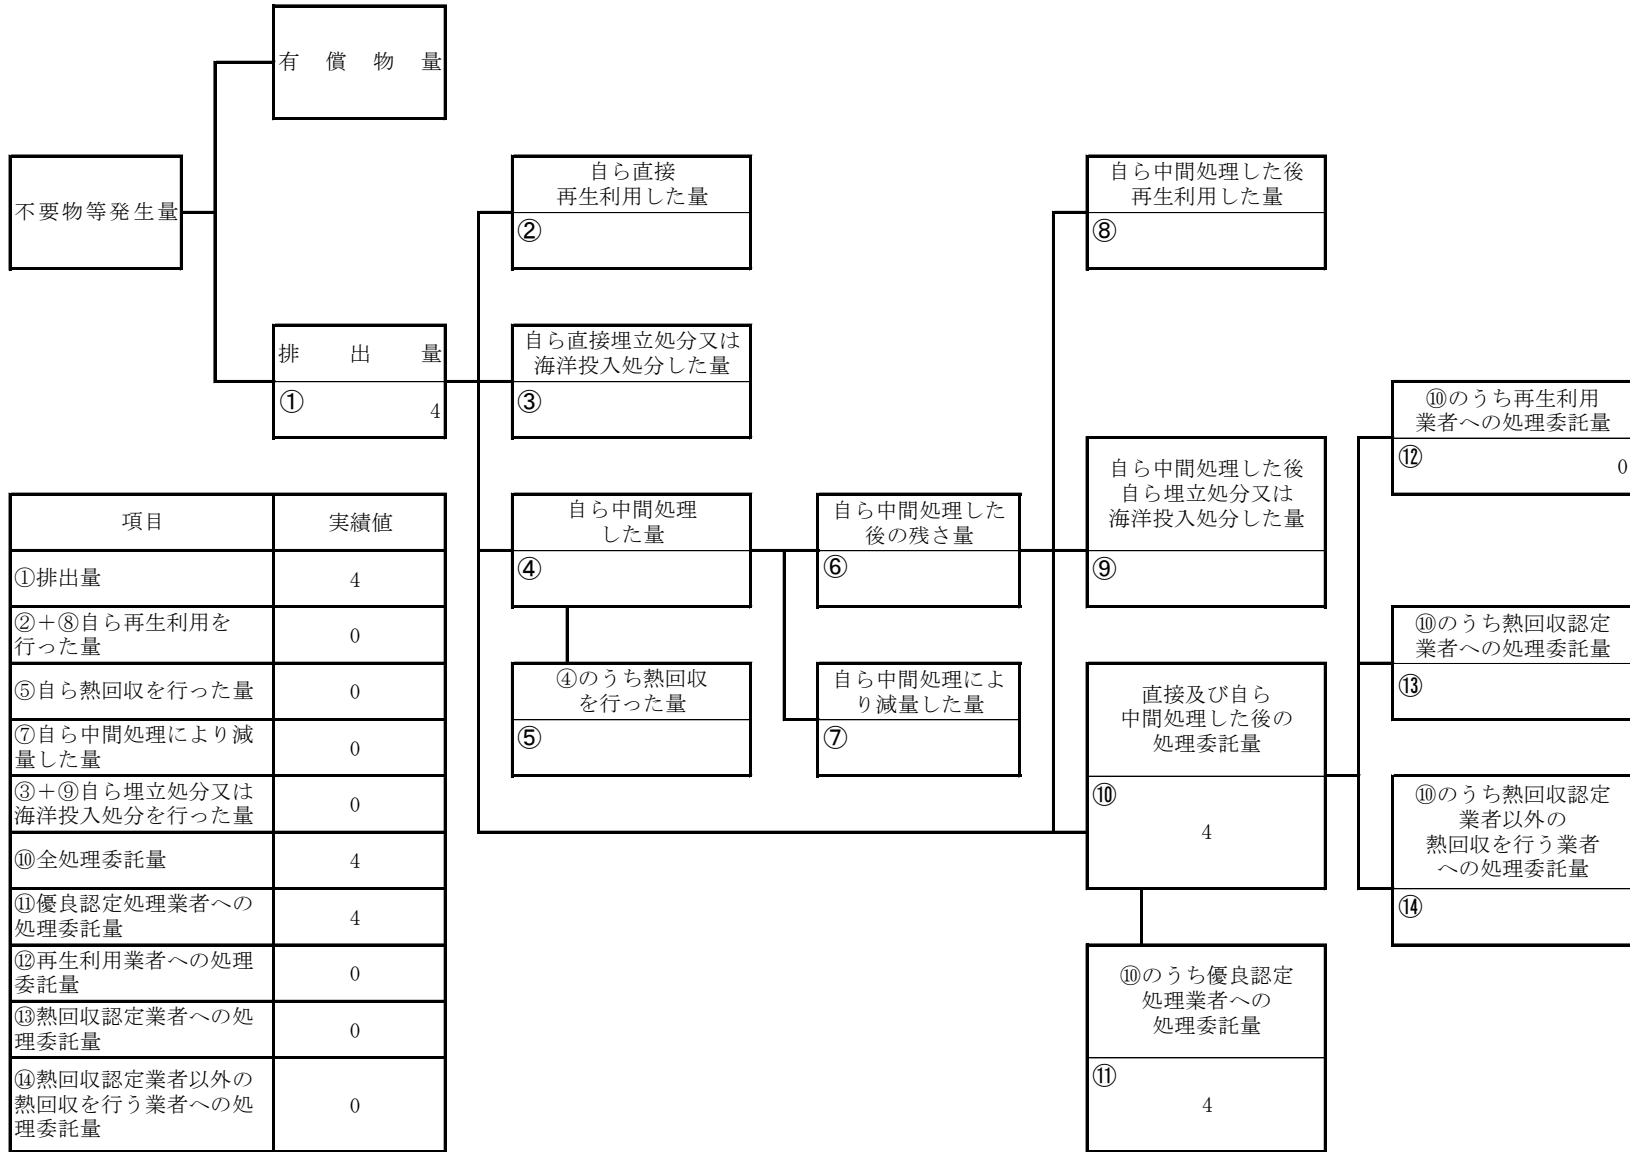 有償物量
不要物等発生量
自ら直接
再生利用した量
②
自ら中間処理した後
再生利用した量
⑧
排出量
①
4
自ら直接埋立処分又は
海洋投入処分した量
③
⑩のうち再生利用
業者への処理委託量
⑫
0
自ら中間処理
した量
④
自ら中間処理した
後の残さ量
⑥
自ら中間処理した後
自ら埋立処分又は
海洋投入処分した量
⑨
④のうち熱回収
を行った量
⑤
自ら中間処理によ
り減量した量
⑦
直接及び自ら
中間処理した後の
処理委託量
⑩
4
⑩のうち熱回収認定
業者への処理委託量
⑬
⑩のうち熱回収認定
業者以外の
熱回収を行う業者
への処理委託量
⑭
⑩のうち優良認定
処理業者への
処理委託量
⑪
4
項目 実績値
①排出量 4
②+⑧自ら再生利用を
行った量 0
⑤自ら熱回収を行った量 0
⑦自ら中間処理により減
量した量 0
③+⑨自ら埋立処分又は
海洋投入処分を行った量 0
⑩全処理委託量 4
⑪優良認定処理業者への
処理委託量 4
⑫再生利用業者への処理
委託量 0
⑬熱回収認定業者への処
理委託量 0
⑭熱回収認定業者以外の
熱回収を行う業者への処
理委託量 0